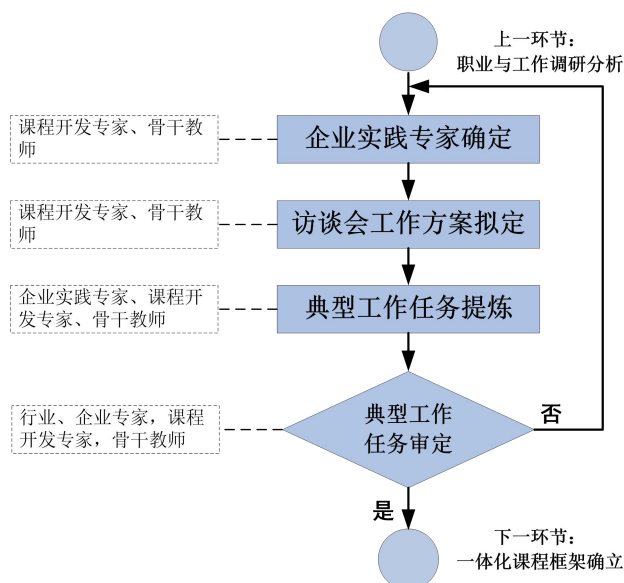 上一环节：
职业与工作调研分析
课程开发专家、骨干教
师
企业实践专家确定
课程开发专家、骨干教
师
访谈会工作方案拟定
企业实践专家、课程开
发专家、骨干教师
典型工作任务提炼
行业、企业专家，课程
开发专家，骨干教师
典型工作
任务审定
否
是
下一环节：
一体化课程框架确立